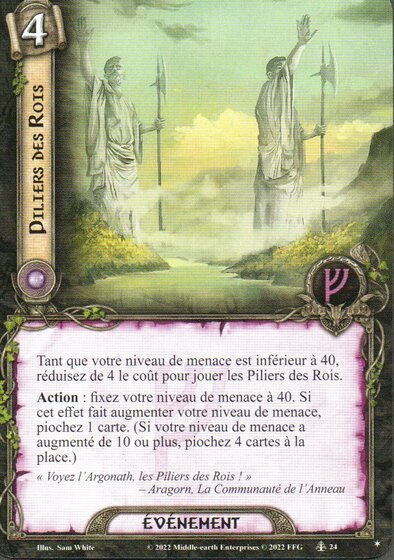 4
PILIERS DES ROIS
Tant que votre niveau de menace est inférieur à 40,
réduisez de 4 le coût pour jouer les Piliers des Rois.
Action : fixez votre niveau de menace à 40. Si
cet effet fait augmenter votre niveau de menace,
piochez 1 carte. (Si votre niveau de menace a
augmenté de 10 ou plus, piochez 4 cartes à la
place.)
« Voyez l’Argonath, les Piliers des Rois ! »
– Aragorn, La Communauté de l’Anneau
ÉVÉNEMENT
Illus. Sam White © 2022 Middle-earth Enterprises © 2022 FFG 24